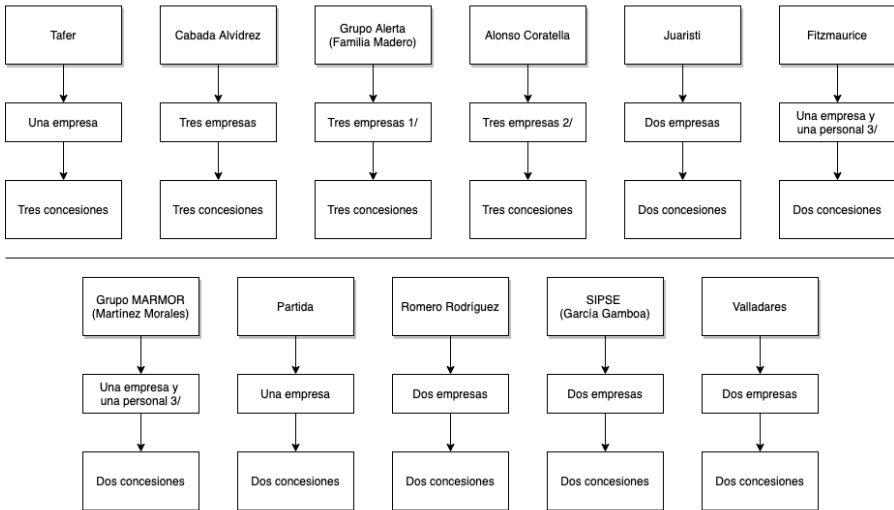 Tafer
Cabada Alvídrez
Grupo Alerta
(Familia Madero)
Alonso Coratella
Juaristi
Fitzmaurice
Una empresa
Tres empresas
Tres empresas 1/
Tres empresas 2/
Dos empresas
Una empresa y
una personal 3/
Tres concesiones
Tres concesiones
Tres concesiones
Tres concesiones
Dos concesiones
Dos concesiones
Grupo MARMOR
(Martínez Morales)
Partida
Romero Rodríguez
SIPSE
(García Gamboa)
Valladares
Una empresa y
una personal 3/
Una empresa
Dos empresas
Dos empresas
Dos empresas
Dos concesiones
Dos concesiones
Dos concesiones
Dos concesiones
Dos concesiones